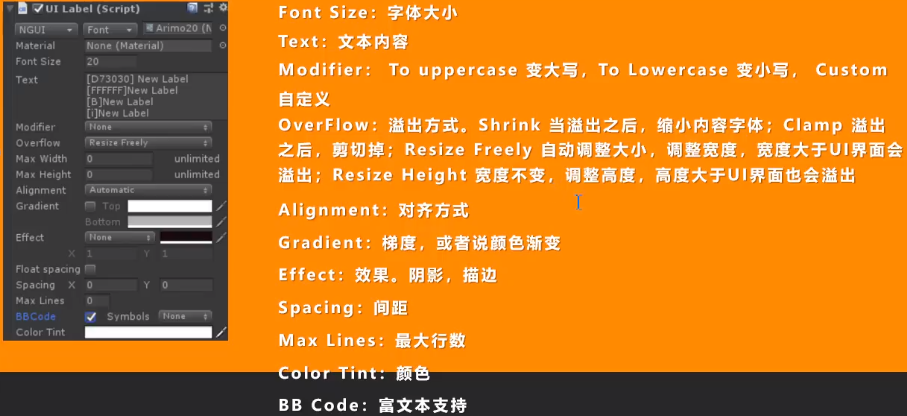 UI Label (Script)
NGUI Font Arimo20 (N
Material None (Material)
Font Size 20
Text [D73030] New Label
[FFFFFF]New Label
[B]New Label
[i]New Label
Modifier None
Overflow Resize Freely
Max Width 0 unlimited
Max Height 0 unlimited
Alignment Automatic
Gradient Top
Bottom
Effect None
X 1 Y 1
Float spacing
Spacing X 0 Y 0
Max Lines 0
BBCode Symbols None
Color Tint
Font Size：字体大小
Text：文本内容
Modifier： To uppercase 变大写，To Lowercase 变小写， Custom
自定义
OverFlow：溢出方式。Shrink 当溢出之后，缩小内容字体；Clamp 溢出
之后，剪切掉；Resize Freely 自动调整大小，调整宽度，宽度大于UI界面会
溢出；Resize Height 宽度不变，调整高度，高度大于UI界面也会溢出
Alignment：对齐方式
Gradient：梯度，或者说颜色渐变
Effect：效果。阴影，描边
Spacing：间距
Max Lines：最大行数
Color Tint：颜色
BB Code：富文本支持